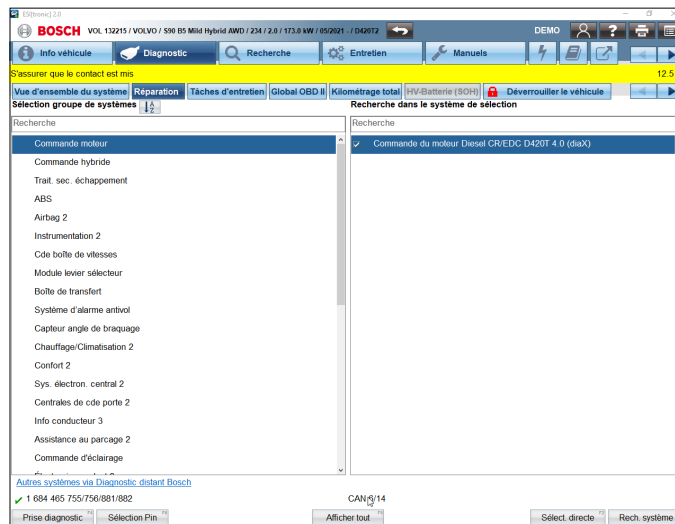 ESI[tronic] 2.0
BOSCH VOL 132215 / VOLVO / S90 B5 Mild Hybrid AWD / 234 / 2.0 / 173.0 kW / 05/2021 - / D420T2 DEMO ?
Info véhicule Diagnostic Recherche Entretien Manuels
S'assurer que le contact est mis 12.5
Vue d'ensemble du système Réparation Tâches d'entretien Global OBD II Kilométrage total HV-Batterie (SOH) Déverrouiller le véhicule
Sélection groupe de systèmes Recherche dans le système de sélection
Recherche Recherche
Commande moteur Commande du moteur Diesel CR/EDC D420T 4.0 (diaX)
Commande hybride
Trait. sec. échappement
ABS
Airbag 2
Instrumentation 2
Cde boîte de vitesses
Module levier sélecteur
Boîte de transfert
Système d'alarme antivol
Capteur angle de braquage
Chauffage/Climatisation 2
Confort 2
Sys. électron. central 2
Centrales de cde porte 2
Info conducteur 3
Assistance au parcage 2
Commande d'éclairage
Autres systèmes via Diagnostic distant Bosch
1 684 465 755/756/881/882 CAN 3/14
Prise diagnostic Sélection Pin Afficher tout Sélect. directe Rech. système